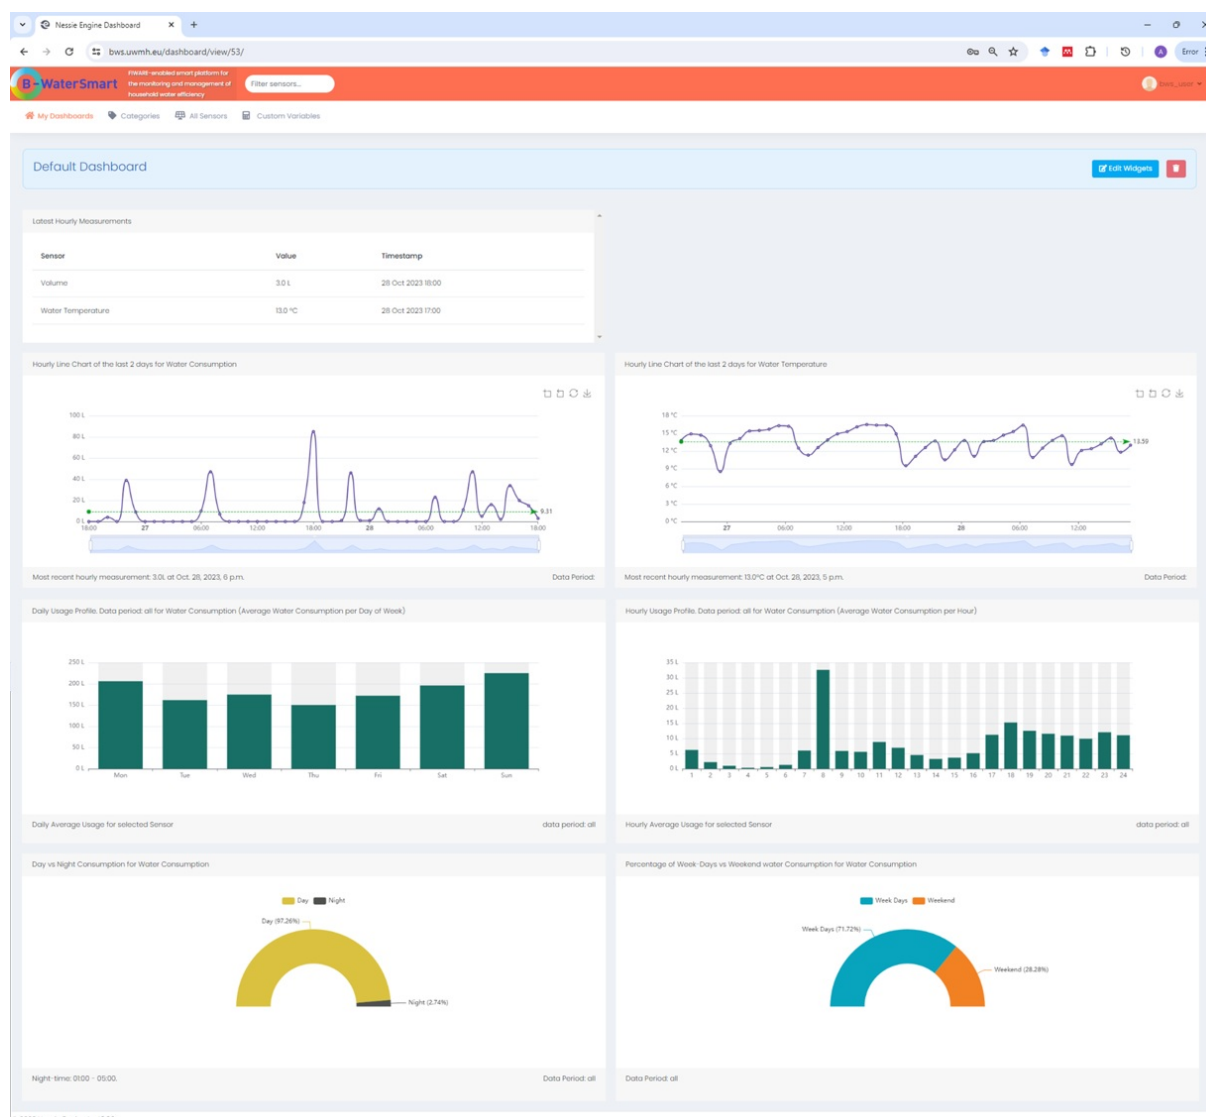 Nessie Engine Dashboard
bws.uwmh.eu/dashboard/view/53/
Error
B-WaterSmart
FIWARE-enabled smart platform for
the monitoring and management of
household water efficiency
Filter sensors...
bws_user
My Dashboards Categories All Sensors Custom Variables
Default Dashboard
Edit Widgets
Latest Hourly Measurements
Sensor Value Timestamp
Volume 3.0 L 28 Oct 2023 18:00
Water Temperature 13.0 °C 28 Oct 2023 17:00
Hourly Line Chart of the last 2 days for Water Consumption
100 L
80 L
60 L
40 L
20 L
0 L
9.31
18:00 27 06:00 12:00 18:00 28 06:00 12:00 18:00
Most recent hourly measurement: 3.0L at Oct. 28, 2023, 6 p.m.
Data Period:
Hourly Line Chart of the last 2 days for Water Temperature
18 °C
15 °C
12 °C
9 °C
6 °C
3 °C
0 °C
13.59
27 06:00 12:00 18:00 28 06:00 12:00
Most recent hourly measurement: 13.0°C at Oct. 28, 2023, 5 p.m.
Data Period:
Daily Usage Profile. Data period: all for Water Consumption (Average Water Consumption per Day of Week)
250 L
200 L
150 L
100 L
50 L
0 L
Mon Tue Wed Thu Fri Sat Sun
Daily Average Usage for selected Sensor
data period: all
Hourly Usage Profile. Data period: all for Water Consumption (Average Water Consumption per Hour)
35 L
30 L
25 L
20 L
15 L
10 L
5 L
0 L
1 2 3 4 5 6 7 8 9 10 11 12 13 14 15 16 17 18 19 20 21 22 23 24
Hourly Average Usage for selected Sensor
data period: all
Day vs Night Consumption for Water Consumption
Day Night
Day (97.26%)
Night (2.74%)
Night-time: 01:00 - 05:00.
Data Period: all
Percentage of Week-Days vs Weekend water Consumption for Water Consumption
Week Days Weekend
Week Days (71.72%)
Weekend (28.28%)
Data Period: all